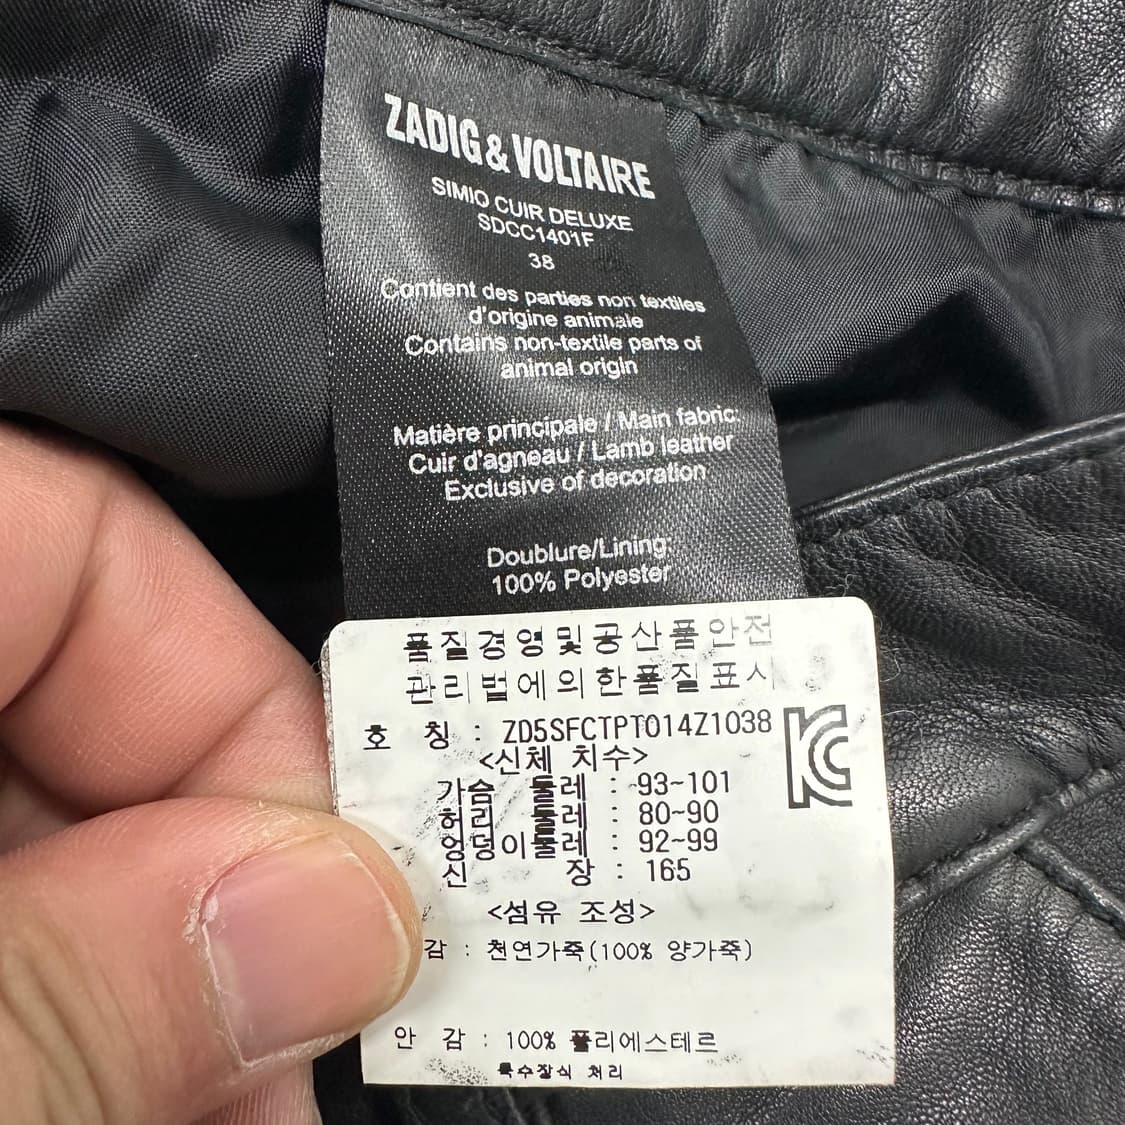 ZADIG & VOLTAIRE
SIMIO CUIR DELUXE
SDCC1401F
38
Contient des parties non textiles
d'origine animale
Contains non-textile parts of
animal origin
Matière principale / Main fabric:
Cuir d'agneau / Lamb leather
Exclusive of decoration
Doublure/Lining:
100% Polyester
품질경영및공산품안전
관리법에의한품질표시
호 칭 : ZD5SFCTPT014Z1038
<신체 치수>
가슴 둘레 : 93~101
허리 둘레 : 80~90
엉덩이둘레 : 92~99
신 장 : 165
<섬유 조성>
감 : 천연가죽(100% 양가죽)
안 감 : 100% 폴리에스테르
특수장식 처리